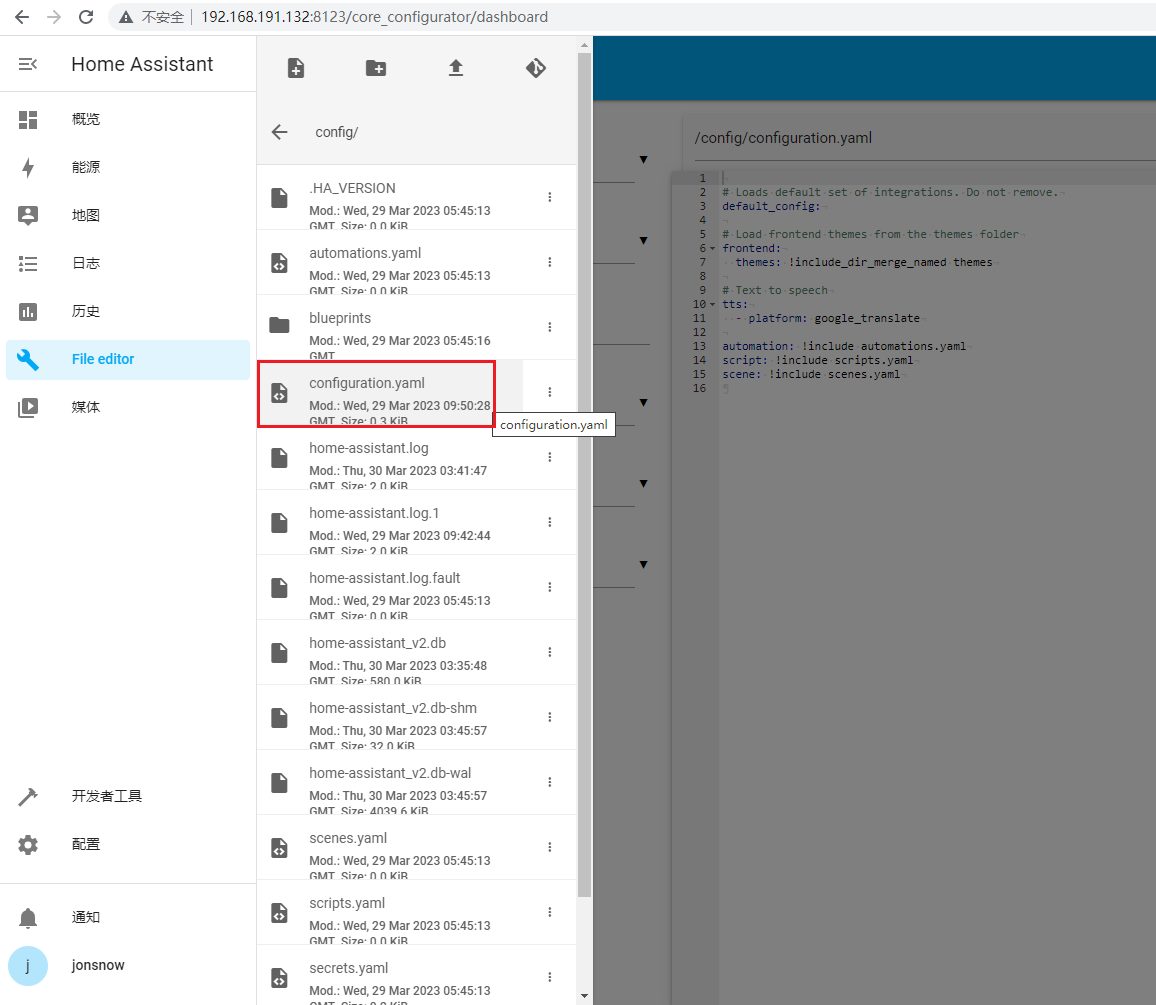 不安全 192.168.191.132:8123/core_configurator/dashboard
Home Assistant
概览
能源
地图
日志
历史
File editor
媒体
开发者工具
配置
通知
j
jonsnow
config/
.HA_VERSION
Mod.: Wed, 29 Mar 2023 05:45:13
GMT Size: 0.0 KiB
automations.yaml
Mod.: Wed, 29 Mar 2023 05:45:13
GMT Size: 0.0 KiB
blueprints
Mod.: Wed, 29 Mar 2023 05:45:16
GMT
configuration.yaml
Mod.: Wed, 29 Mar 2023 09:50:28
GMT Size: 0.3 KiB
configuration.yaml
home-assistant.log
Mod.: Thu, 30 Mar 2023 03:41:47
GMT Size: 2.0 KiB
home-assistant.log.1
Mod.: Wed, 29 Mar 2023 09:42:44
GMT Size: 2.0 KiB
home-assistant.log.fault
Mod.: Wed, 29 Mar 2023 05:45:13
GMT Size: 0.0 KiB
home-assistant_v2.db
Mod.: Thu, 30 Mar 2023 03:35:48
GMT Size: 580.0 KiB
home-assistant_v2.db-shm
Mod.: Thu, 30 Mar 2023 03:45:57
GMT Size: 32.0 KiB
home-assistant_v2.db-wal
Mod.: Thu, 30 Mar 2023 03:45:57
GMT Size: 4039.6 KiB
scenes.yaml
Mod.: Wed, 29 Mar 2023 05:45:13
GMT Size: 0.0 KiB
scripts.yaml
Mod.: Wed, 29 Mar 2023 05:45:13
GMT Size: 0.0 KiB
secrets.yaml
Mod.: Wed, 29 Mar 2023 05:45:13
/config/configuration.yaml
1
2 # Loads default set of integrations. Do not remove.
3 default_config:
4
5 # Load frontend themes from the themes folder
6 frontend:
7 themes: !include_dir_merge_named themes
8
9 # Text to speech
10 tts:
11 - platform: google_translate
12
13 automation: !include automations.yaml
14 script: !include scripts.yaml
15 scene: !include scenes.yaml
16